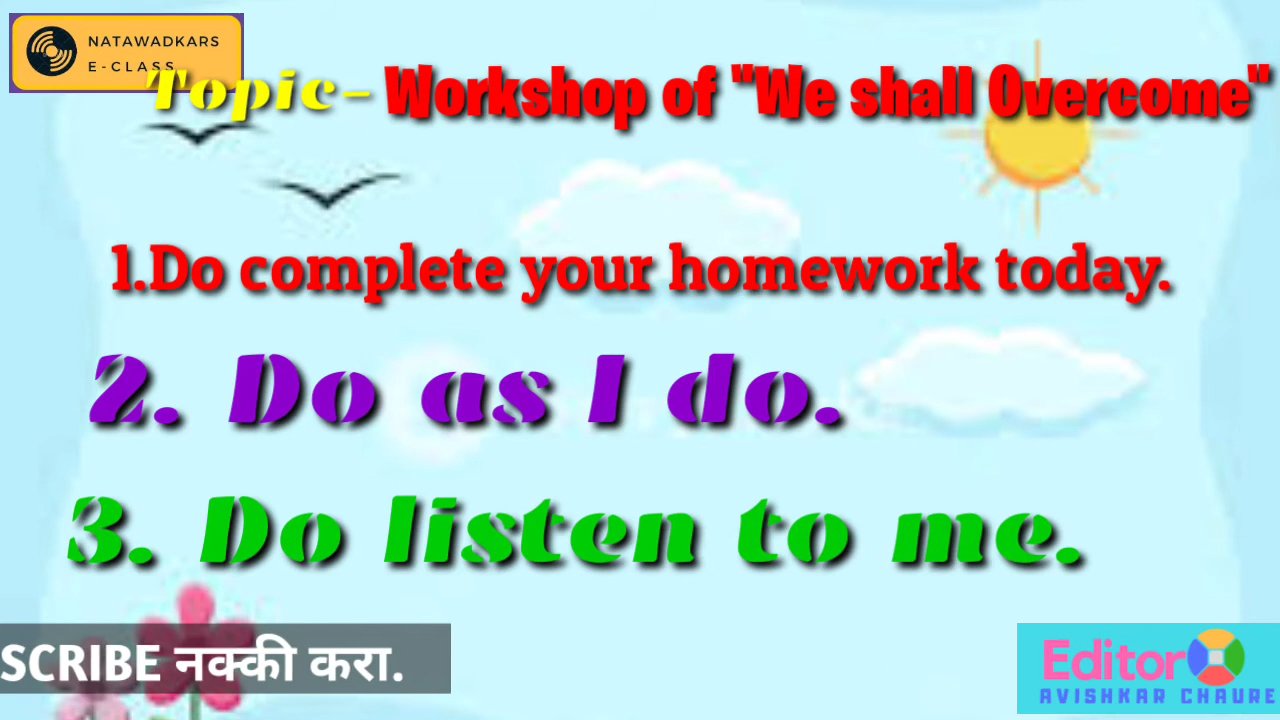 NATAWADKARS
E-CLASS
Topic- Workshop of "We shall Overcome"
1.Do complete your homework today.
2. Do as I do.
3. Do listen to me.
SCRIBE नक्की करा.
Editor
AVISHKAR CHAURE